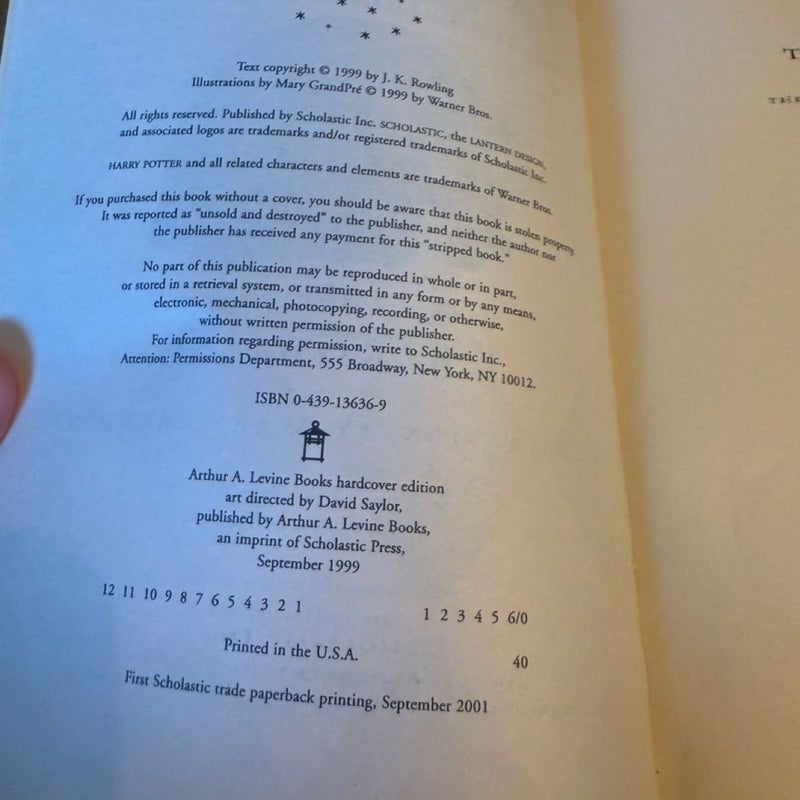 Text copyright © 1999 by J. K. Rowling
Illustrations by Mary GrandPré © 1999 by Warner Bros.
All rights reserved. Published by Scholastic Inc. SCHOLASTIC, the LANTERN DESIGN,
and associated logos are trademarks and/or registered trademarks of Scholastic Inc.
HARRY POTTER and all related characters and elements are trademarks of Warner Bros.
If you purchased this book without a cover, you should be aware that this book is stolen property.
It was reported as "unsold and destroyed" to the publisher, and neither the author nor
the publisher has received any payment for this "stripped book."
No part of this publication may be reproduced in whole or in part,
or stored in a retrieval system, or transmitted in any form or by any means,
electronic, mechanical, photocopying, recording, or otherwise,
without written permission of the publisher.
For information regarding permission, write to Scholastic Inc.,
Attention: Permissions Department, 555 Broadway, New York, NY 10012.
ISBN 0-439-13636-9
Arthur A. Levine Books hardcover edition
art directed by David Saylor,
published by Arthur A. Levine Books,
an imprint of Scholastic Press,
September 1999
12 11 10 9 8 7 6 5 4 3 2 1 1 2 3 4 5 6/0
Printed in the U.S.A. 40
First Scholastic trade paperback printing, September 2001